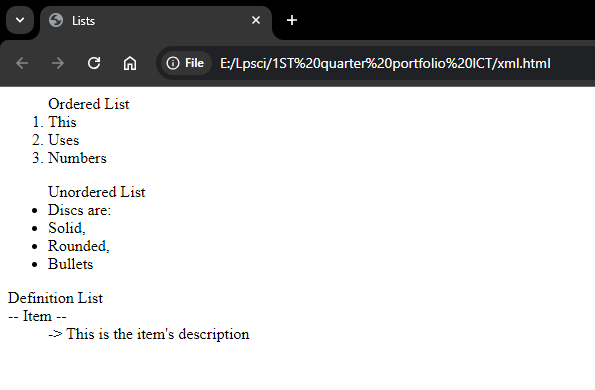 Lists
File E:/Lpsci/1ST%20quarter%20portfolio%20ICT/xml.html
Ordered List
1. This
2. Uses
3. Numbers
Unordered List
• Discs are:
• Solid,
• Rounded,
• Bullets
Definition List
-- Item --
-> This is the item's description